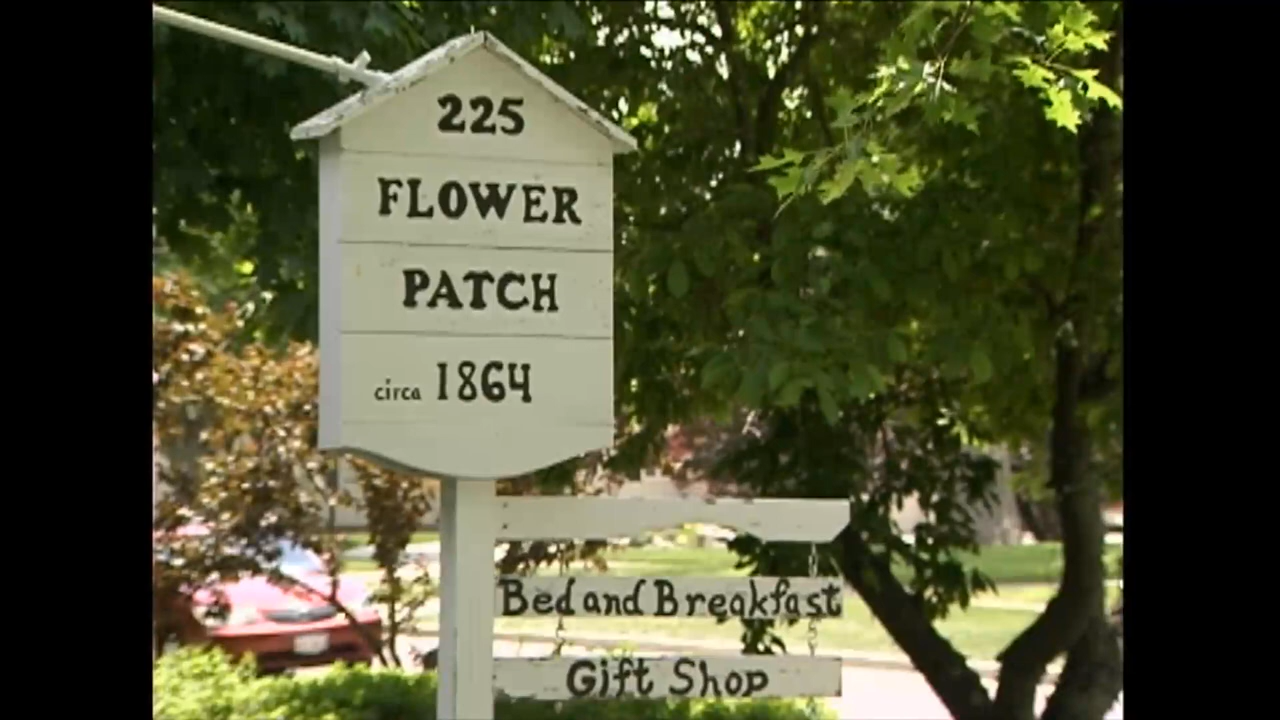 225
FLOWER
PATCH
circa 1864
Bed and Breakfast
Gift Shop